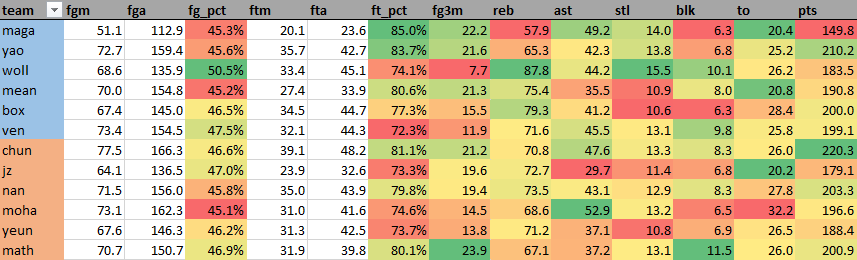 team fgm fga fg_pct ftm fta ft_pct fg3m reb ast stl blk to pts
maga 51.1 112.9 45.3% 20.1 23.6 85.0% 22.2 57.9 49.2 14.0 6.3 20.4 149.8
yao 72.7 159.4 45.6% 35.7 42.7 83.7% 21.6 65.3 42.3 13.8 6.8 25.2 210.2
woll 68.6 135.9 50.5% 33.4 45.1 74.1% 7.7 87.8 44.2 15.5 10.1 26.2 183.5
mean 70.0 154.8 45.2% 27.4 33.9 80.6% 21.3 75.4 35.5 10.9 8.0 20.8 190.8
box 67.4 145.0 46.5% 34.5 44.7 77.3% 15.5 79.3 41.2 10.6 6.3 28.4 200.0
ven 73.4 154.5 47.5% 32.1 44.3 72.3% 11.9 71.6 45.5 13.1 9.8 25.8 199.1
chun 77.5 166.3 46.6% 39.1 48.2 81.1% 21.2 70.8 47.6 13.3 8.3 26.0 220.3
jz 64.1 136.5 47.0% 23.9 32.6 73.3% 19.6 72.7 29.7 11.4 6.8 20.2 179.1
nan 71.5 156.0 45.8% 35.0 43.9 79.8% 19.4 73.5 43.1 12.9 8.3 27.8 203.3
moha 73.1 162.3 45.1% 31.0 41.6 74.6% 14.5 68.6 52.9 13.2 6.5 32.2 196.6
yeun 67.6 146.3 46.2% 31.3 42.5 73.7% 13.8 71.2 37.1 10.8 6.9 26.5 188.4
math 70.7 150.7 46.9% 31.9 39.8 80.1% 23.9 67.1 37.2 13.1 11.5 26.0 200.9